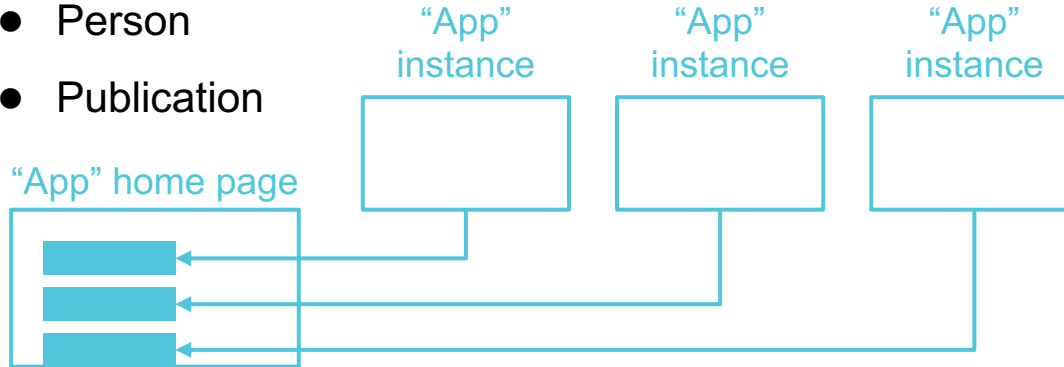 ● Person
● Publication
“App”
instance
“App”
instance
“App”
instance
“App” home page